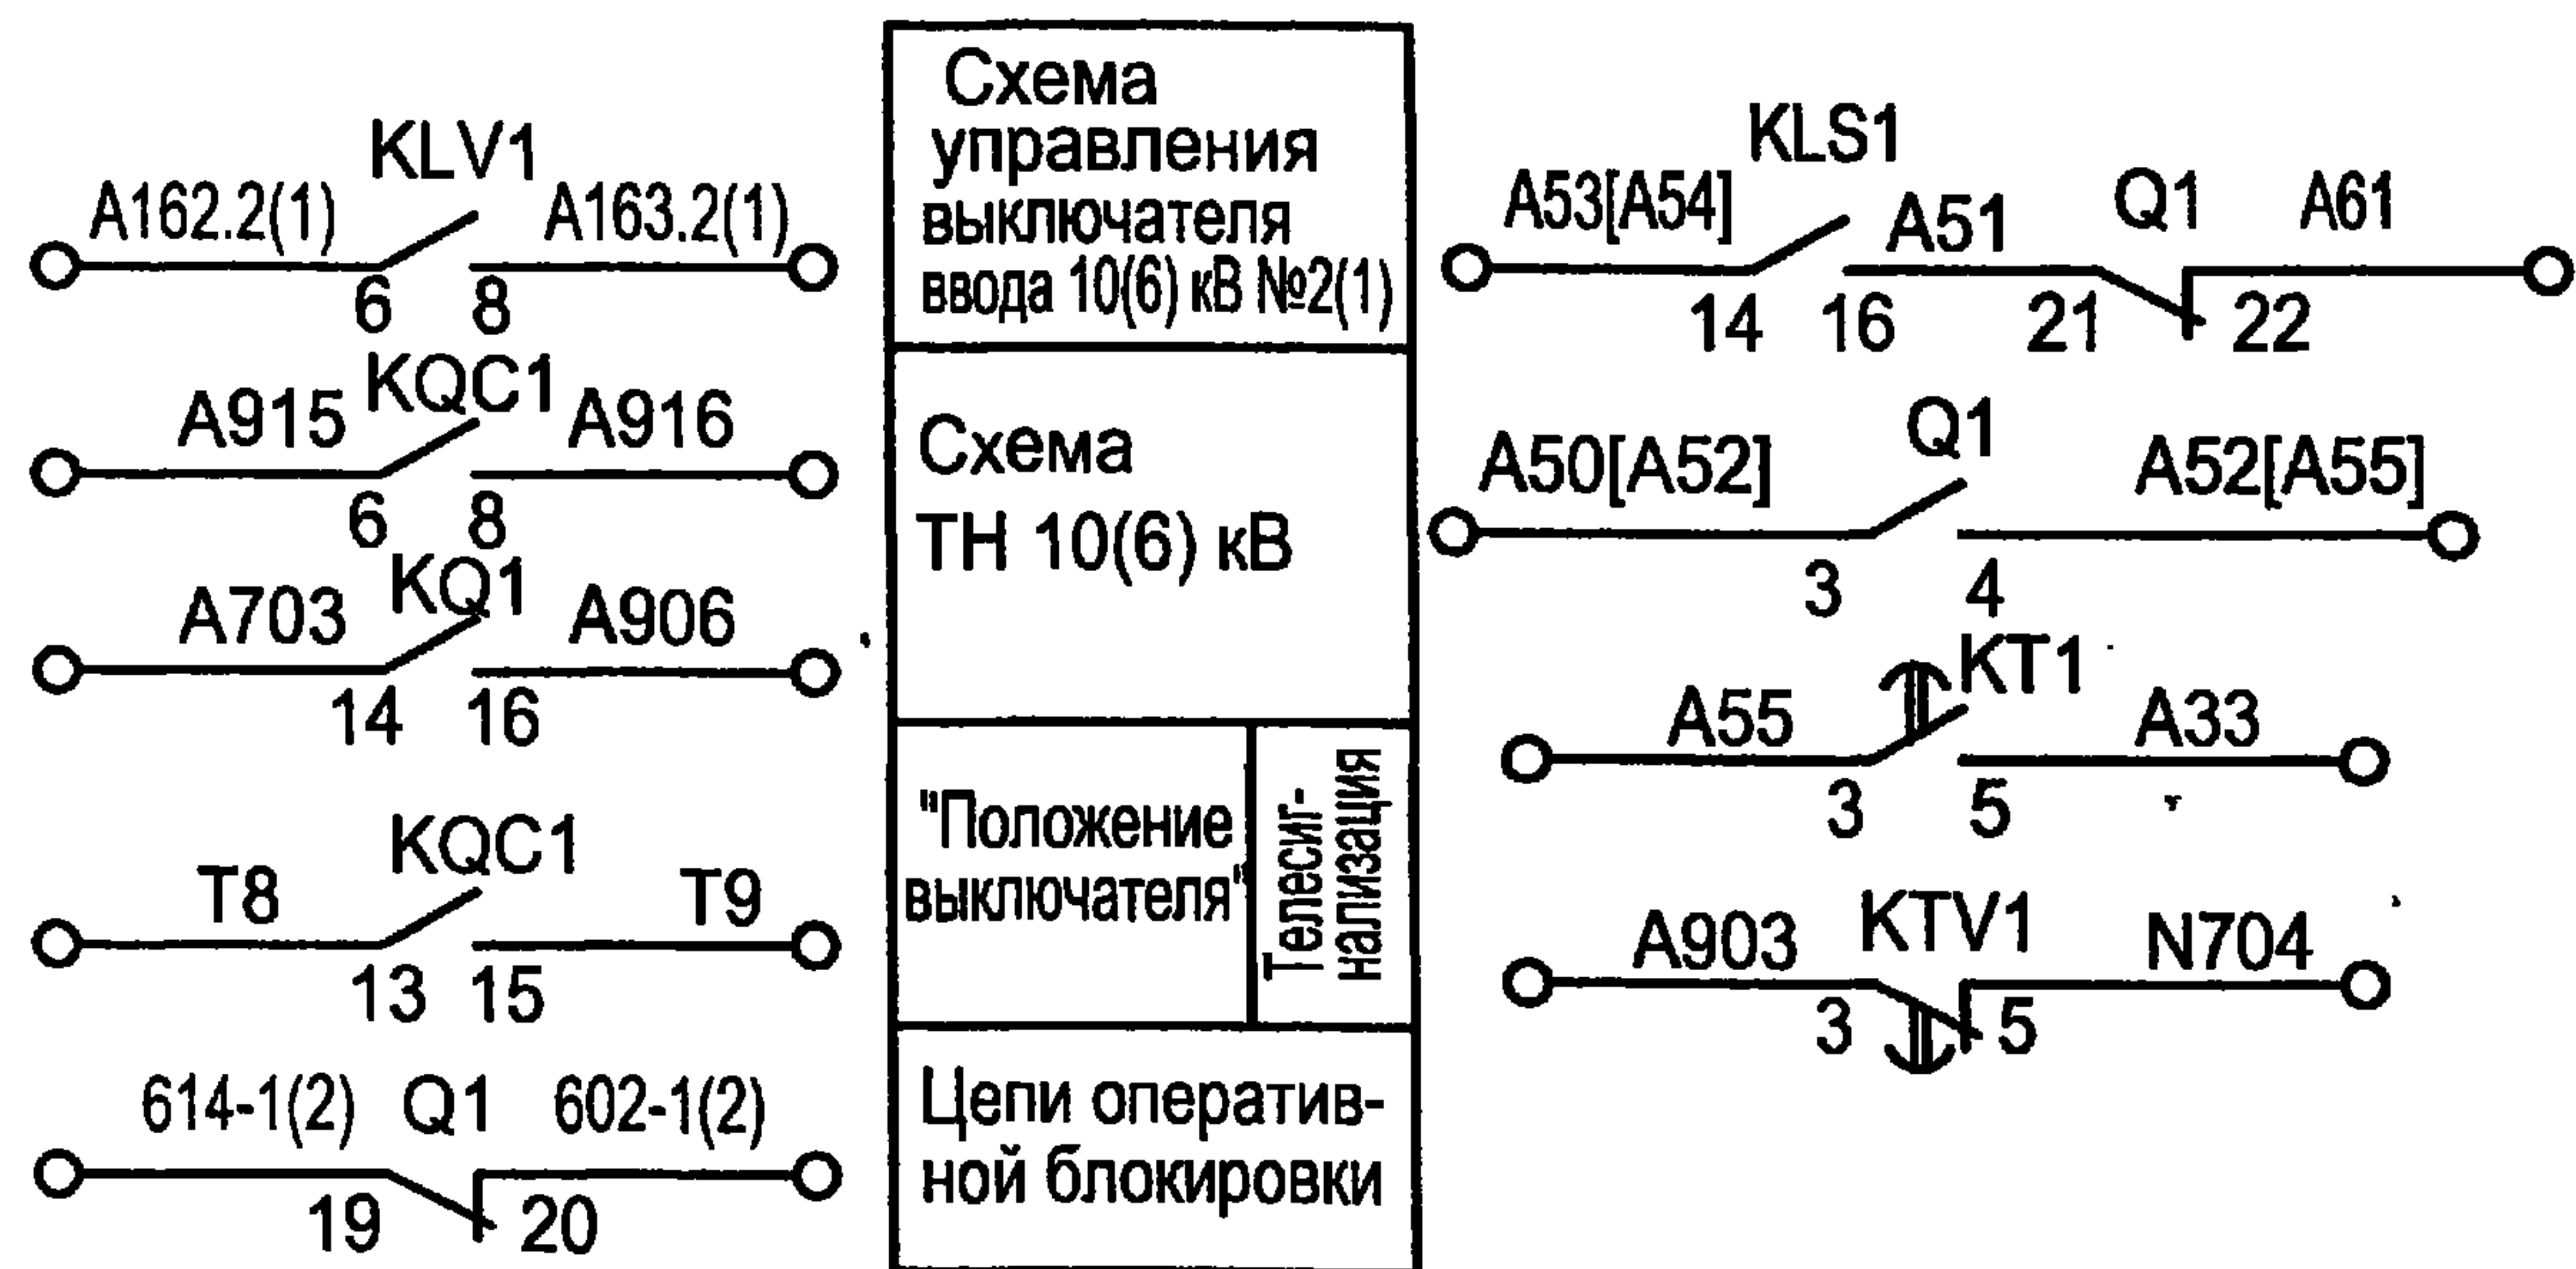 KLV1
A162.2(1) A163.2(1)
6 8
KQC1
A915 A916
6 8
KQ1
A703 A906
14 16
KQC1
T8 T9
13 15
614-1(2) Q1 602-1(2)
19 20
Схема
управления
выключателя
ввода 10(6) кВ №2(1)
Схема
ТН 10(6) кВ
"Положение
выключателя"
Телесиг-
нализация
Цепи оператив-
ной блокировки
KLS1
A53[A54] A51 Q1 A61
14 16 21 22
Q1
A50[A52] A52[A55]
3 4
KT1
A55 A33
3 5
A903 KTV1 N704
3 5